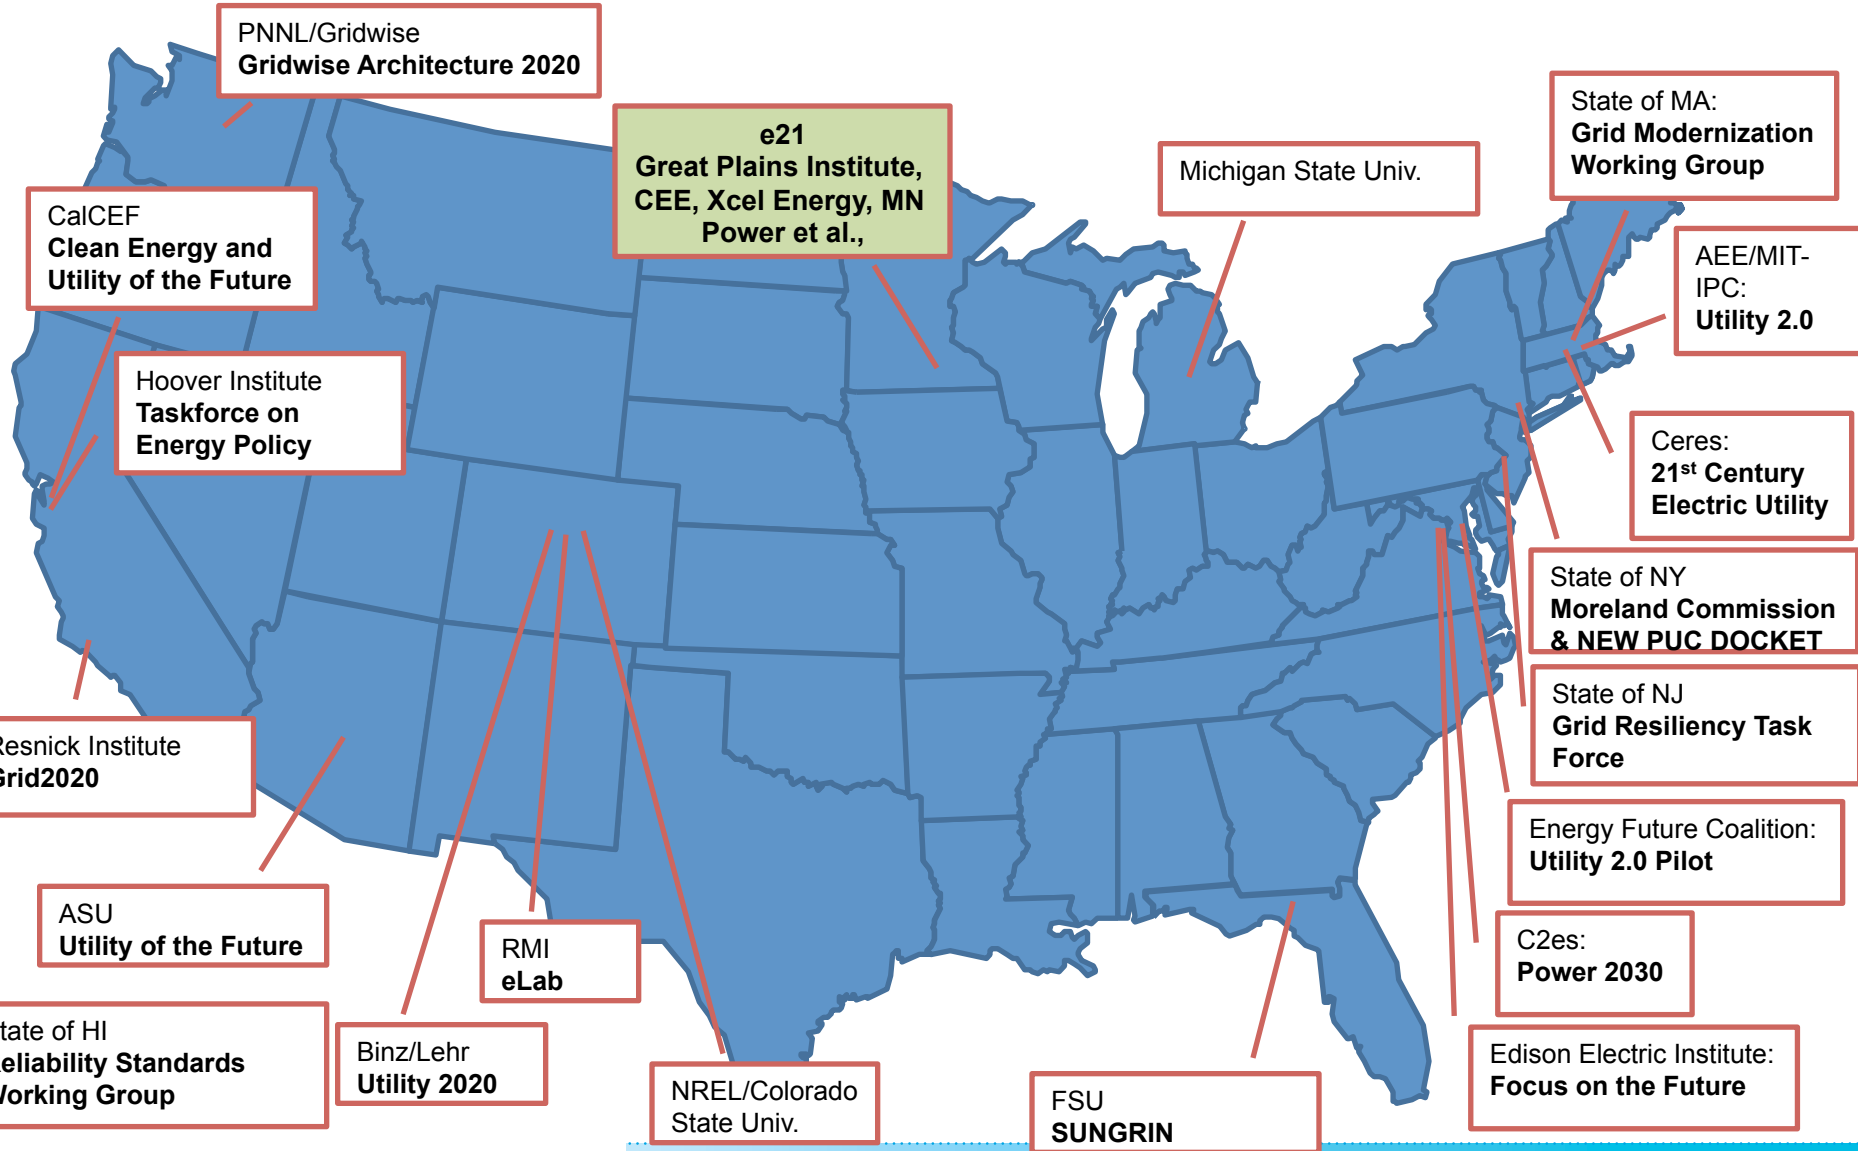 PNNL/Gridwise
Gridwise Architecture 2020
e21
Great Plains Institute,
CEE, Xcel Energy, MN
Power et al.,
Michigan State Univ.
State of MA:
Grid Modernization
Working Group
CalCEF
Clean Energy and
Utility of the Future
AEE/MIT-
IPC:
Utility 2.0
Hoover Institute
Taskforce on
Energy Policy
Ceres:
21st Century
Electric Utility
State of NY
Moreland Commission
& NEW PUC DOCKET
State of NJ
Grid Resiliency Task
Force
Resnick Institute
Grid2020
Energy Future Coalition:
Utility 2.0 Pilot
ASU
Utility of the Future
RMI
eLab
C2es:
Power 2030
tate of HI
eliability Standards
Working Group
Binz/Lehr
Utility 2020
NREL/Colorado
State Univ.
FSU
SUNGRIN
Edison Electric Institute:
Focus on the Future